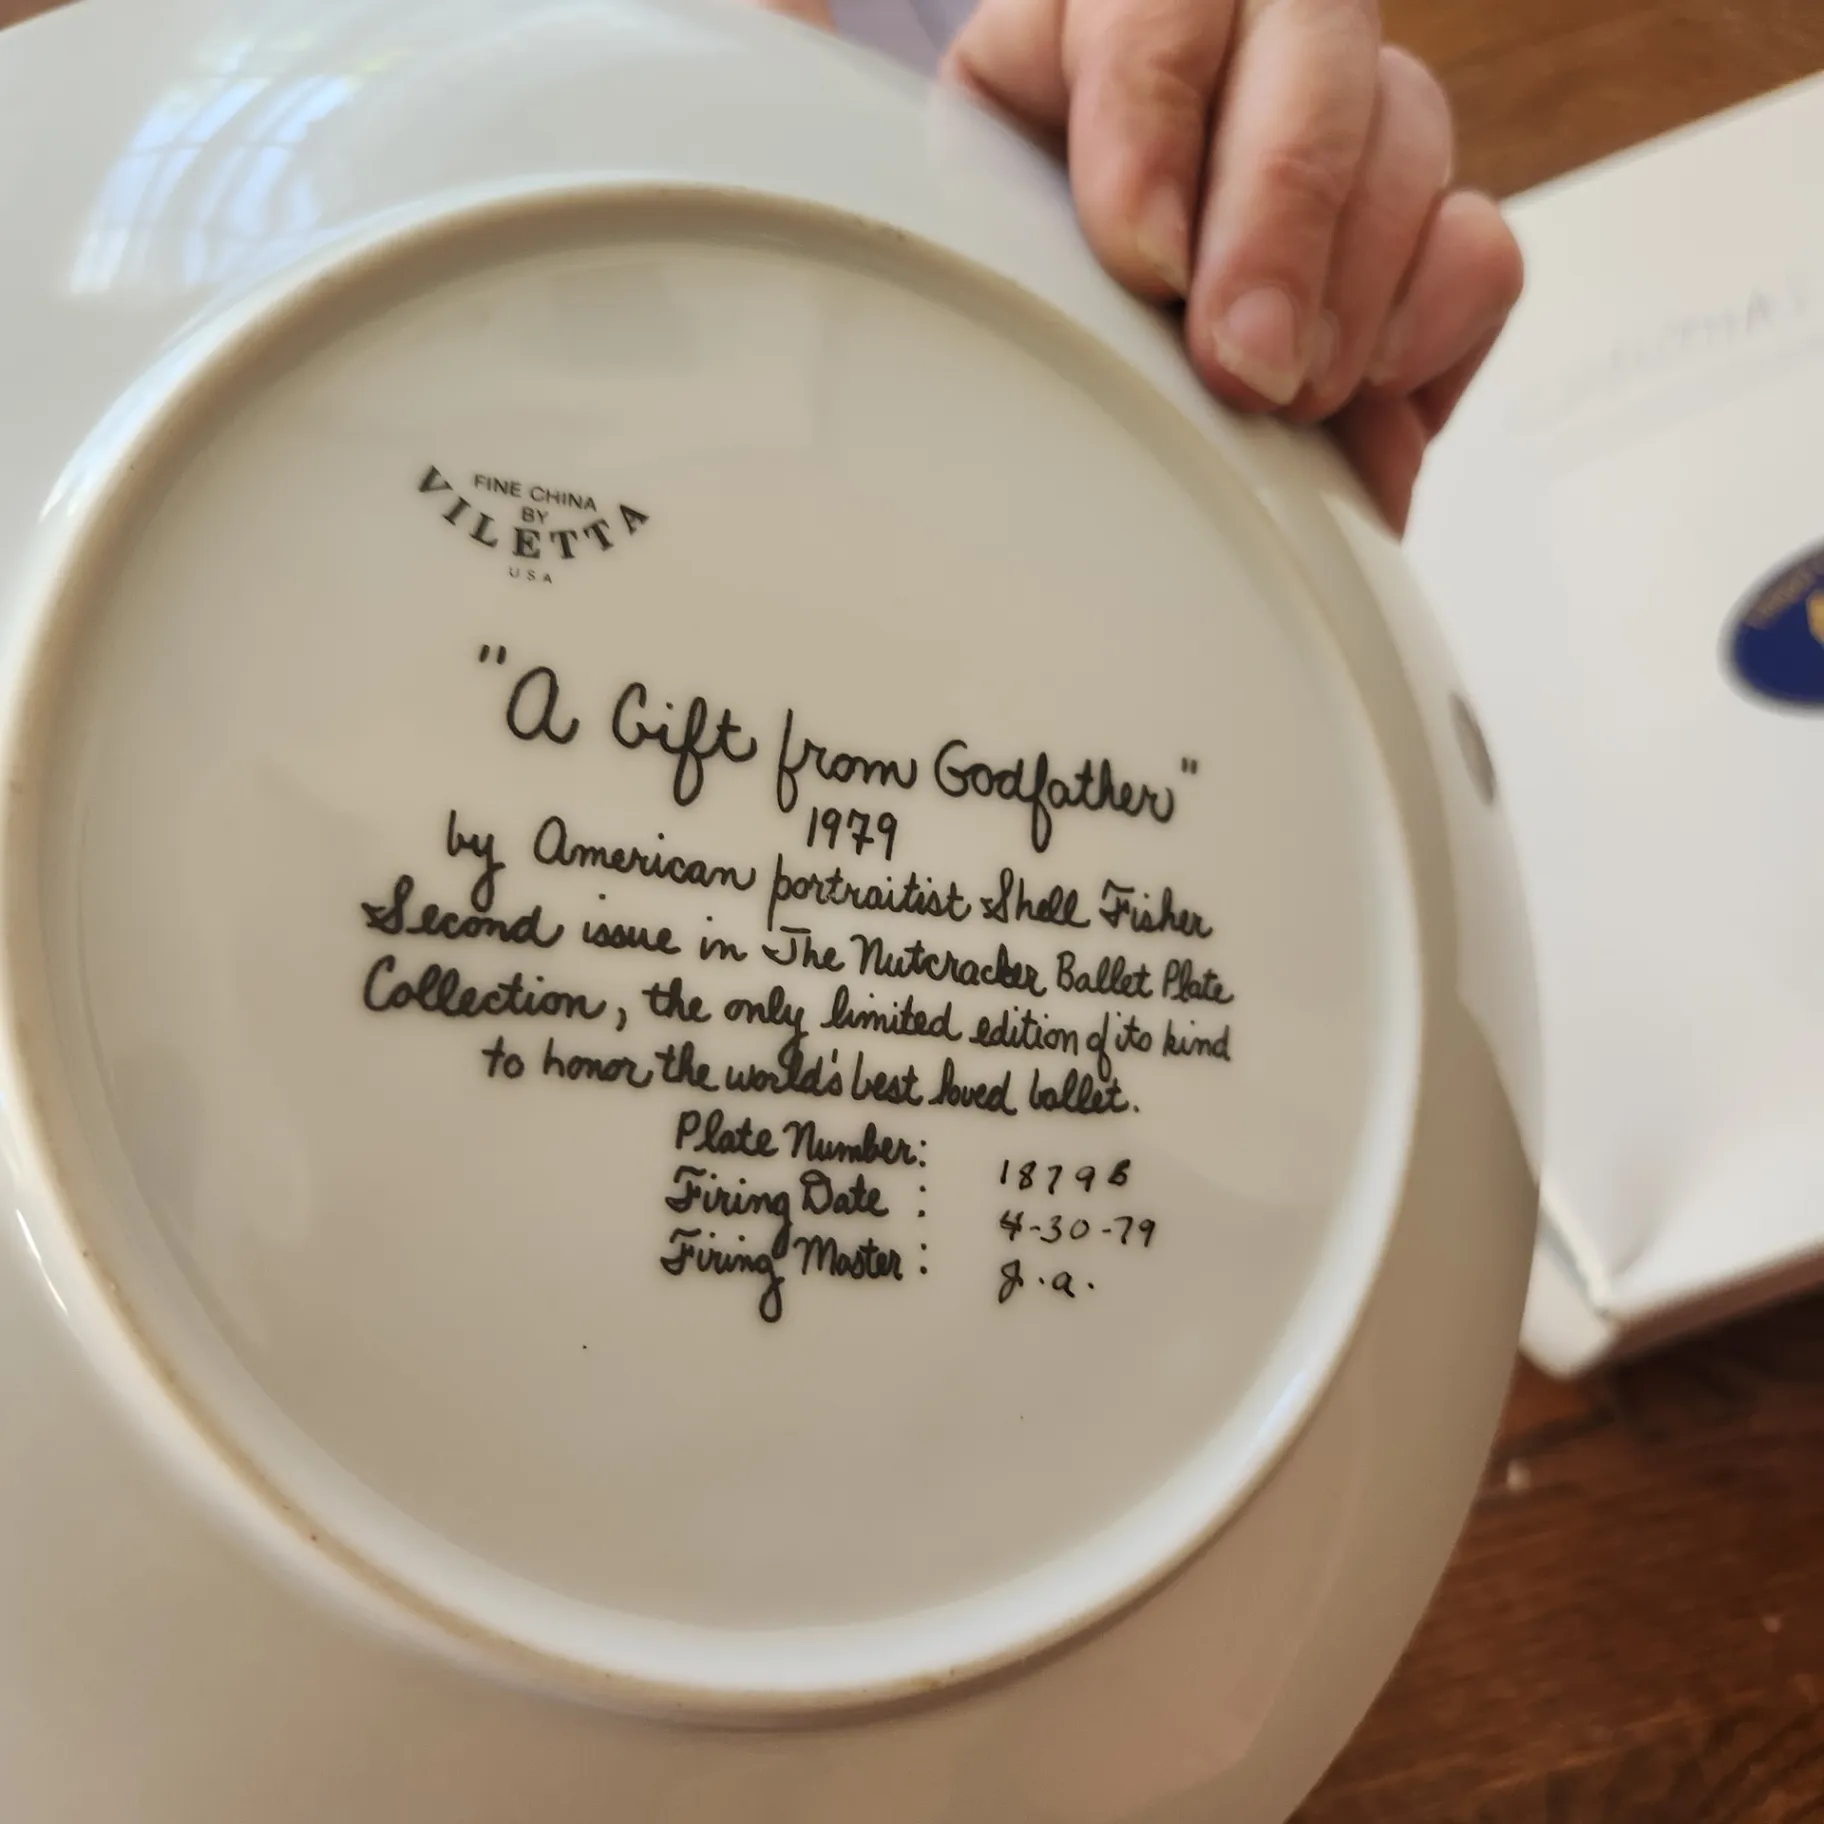 FINE CHINA
BY
VILETTA
USA
"A Gift from Godfather"
1979
by American portraitist Shell Fisher
Second issue in The Nutcracker Ballet Plate
Collection, the only limited edition of its kind
to honor the world's best loved ballet.
Plate Number: 1879B
Firing Date : 4-30-79
Firing Master : J.a.